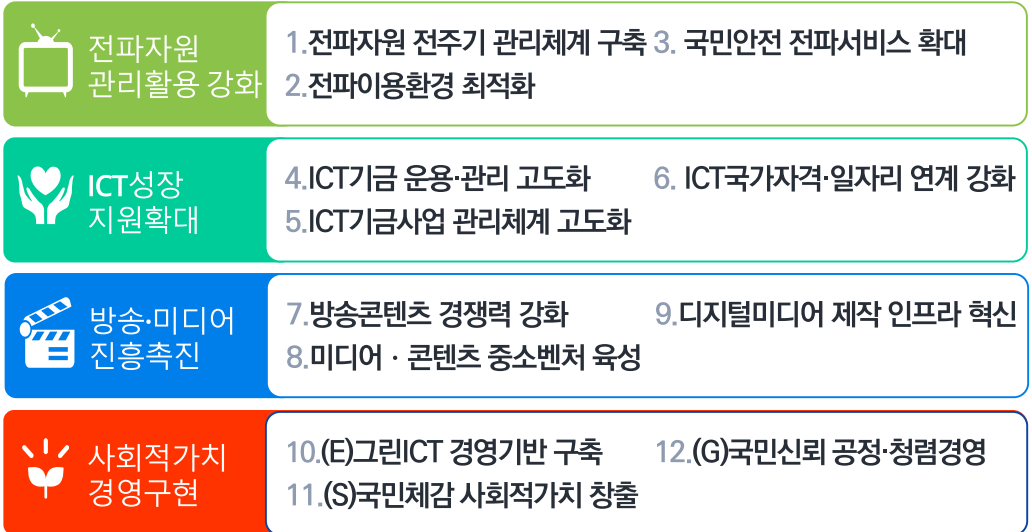 전파자원
관리활용 강화
1.전파자원 전주기 관리체계 구축 3. 국민안전 전파서비스 확대
2.전파이용환경 최적화
ICT성장
지원확대
4.ICT기금 운용·관리 고도화 6. ICT국가자격·일자리 연계 강화
5.ICT기금사업 관리체계 고도화
방송·미디어
진흥촉진
7.방송콘텐츠 경쟁력 강화 9.디지털미디어 제작 인프라 혁신
8.미디어 · 콘텐츠 중소벤처 육성
사회적가치
경영구현
10.(E)그린ICT 경영기반 구축 12.(G)국민신뢰 공정·청렴경영
11.(S)국민체감 사회적가치 창출